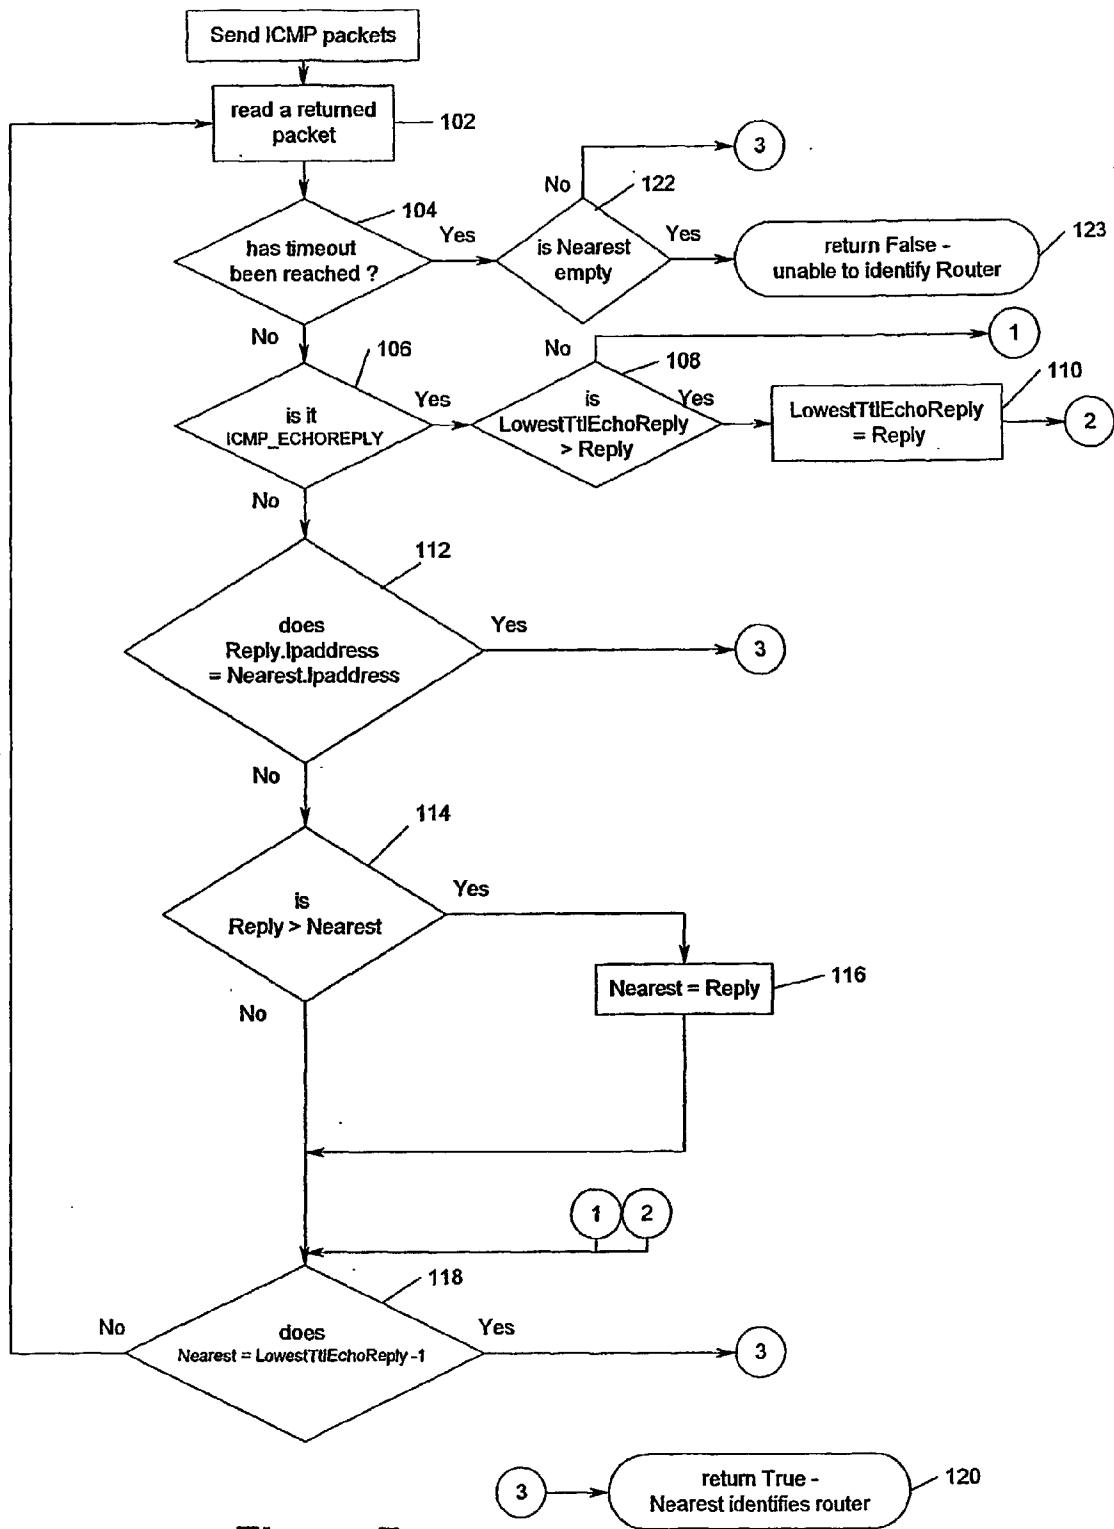 Send ICMP packets
read a returned
packet
102
3
No
122
104
Yes
has timeout
been reached ?
is Nearest
empty
Yes
return False -
unable to identify Router
123
No
106
No
1
108
110
is it
ICMP_ECHOREPLY
Yes
is
LowestTtlEchoReply
> Reply
Yes
LowestTtlEchoReply
= Reply
2
No
112
does
Reply.Ipaddress
= Nearest.Ipaddress
Yes
3
No
114
is
Reply > Nearest
Yes
Nearest = Reply
116
No
1
2
118
No
does
Nearest = LowestTtlEchoReply -1
Yes
3
3
return True -
Nearest identifies router
120